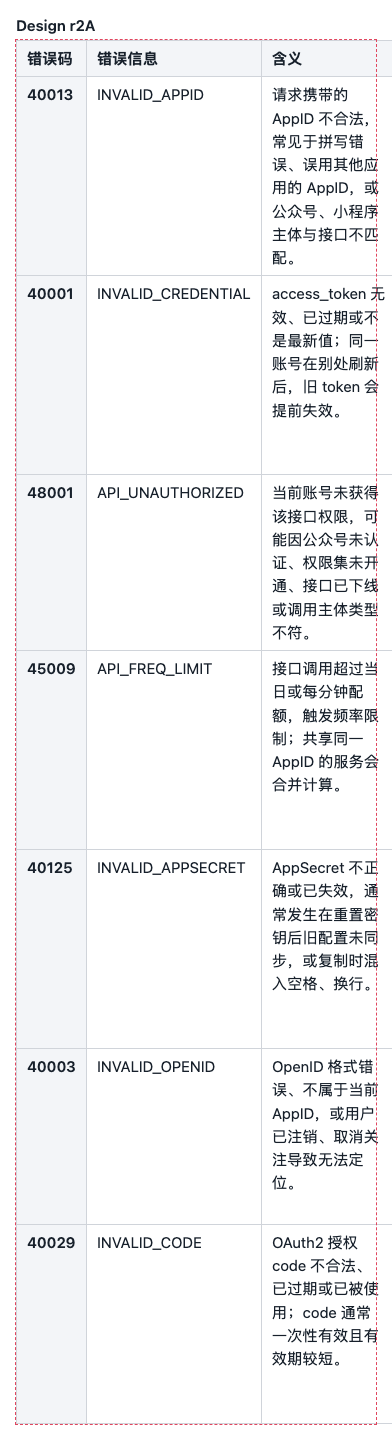 Design r2A
错误码 错误信息 含义
40013 INVALID_APPID 请求携带的
AppID 不合法，
常见于拼写错
误、误用其他应
用的 AppID，或
公众号、小程序
主体与接口不匹
配。
40001 INVALID_CREDENTIAL access_token 无
效、已过期或不
是最新值；同一
账号在别处刷新
后，旧 token 会
提前失效。
48001 API_UNAUTHORIZED 当前账号未获得
该接口权限，可
能因公众号未认
证、权限集未开
通、接口已下线
或调用主体类型
不符。
45009 API_FREQ_LIMIT 接口调用超过当
日或每分钟配
额，触发频率限
制；共享同一
AppID 的服务会
合并计算。
40125 INVALID_APPSECRET AppSecret 不正
确或已失效，通
常发生在重置密
钥后旧配置未同
步，或复制时混
入空格、换行。
40003 INVALID_OPENID OpenID 格式错
误、不属于当前
AppID，或用户
已注销、取消关
注导致无法定
位。
40029 INVALID_CODE OAuth2 授权
code 不合法、
已过期或已被使
用；code 通常
一次性有效且有
效期较短。